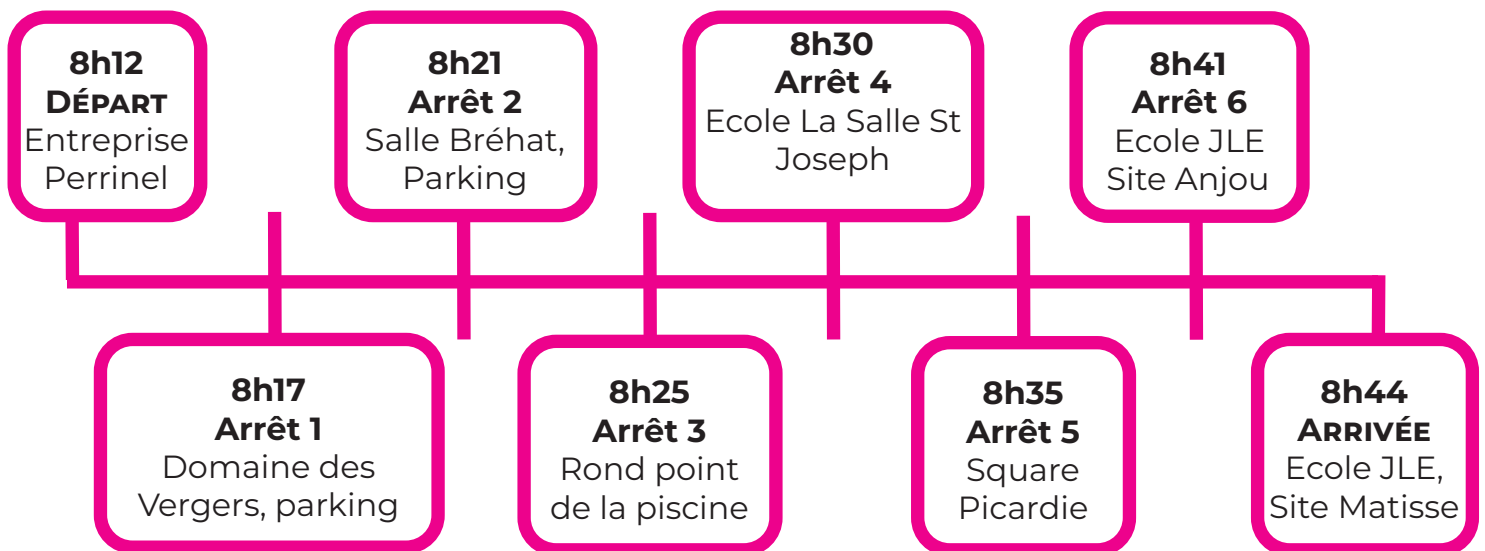 8h12
DÉPART
Entreprise
Perrinel
8h17
Arrêt 1
Domaine des
Vergers, parking
8h21
Arrêt 2
Salle Bréhat,
Parking
8h25
Arrêt 3
Rond point
de la piscine
8h30
Arrêt 4
Ecole La Salle St
Joseph
8h35
Arrêt 5
Square
Picardie
8h41
Arrêt 6
Ecole JLE
Site Anjou
8h44
ARRIVÉE
Ecole JLE,
Site Matisse